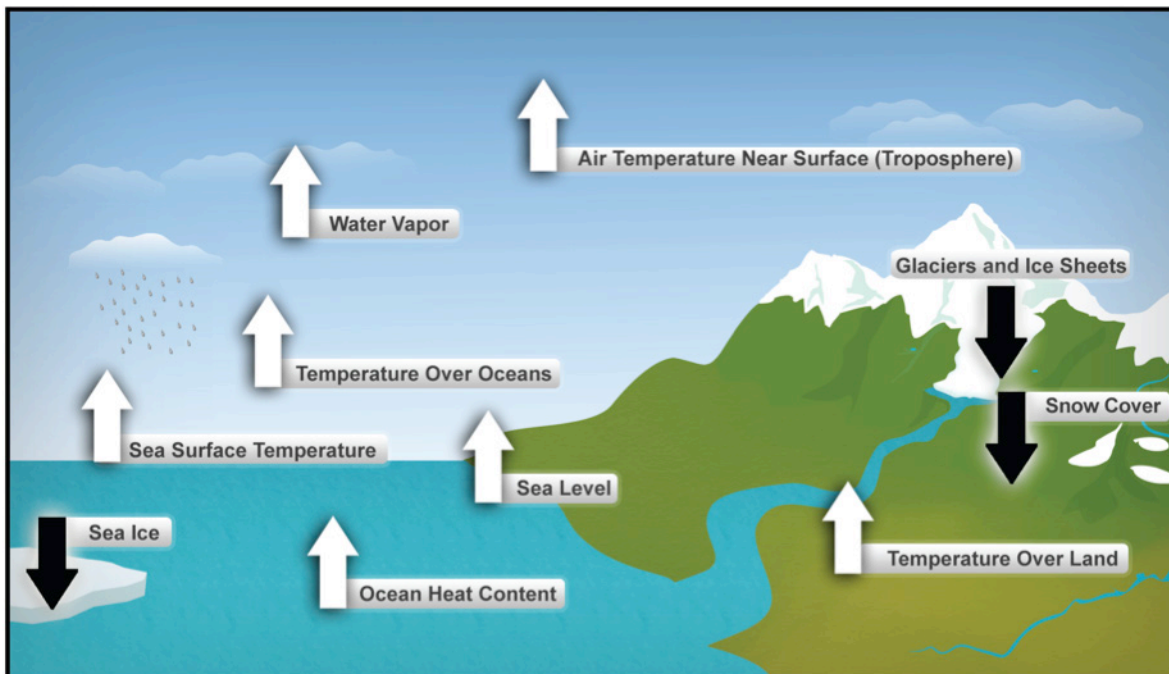 Air Temperature Near Surface (Troposphere)
Water Vapor
Glaciers and Ice Sheets
Temperature Over Oceans
Snow Cover
Sea Surface Temperature
Sea Level
Sea Ice
Temperature Over Land
Ocean Heat Content